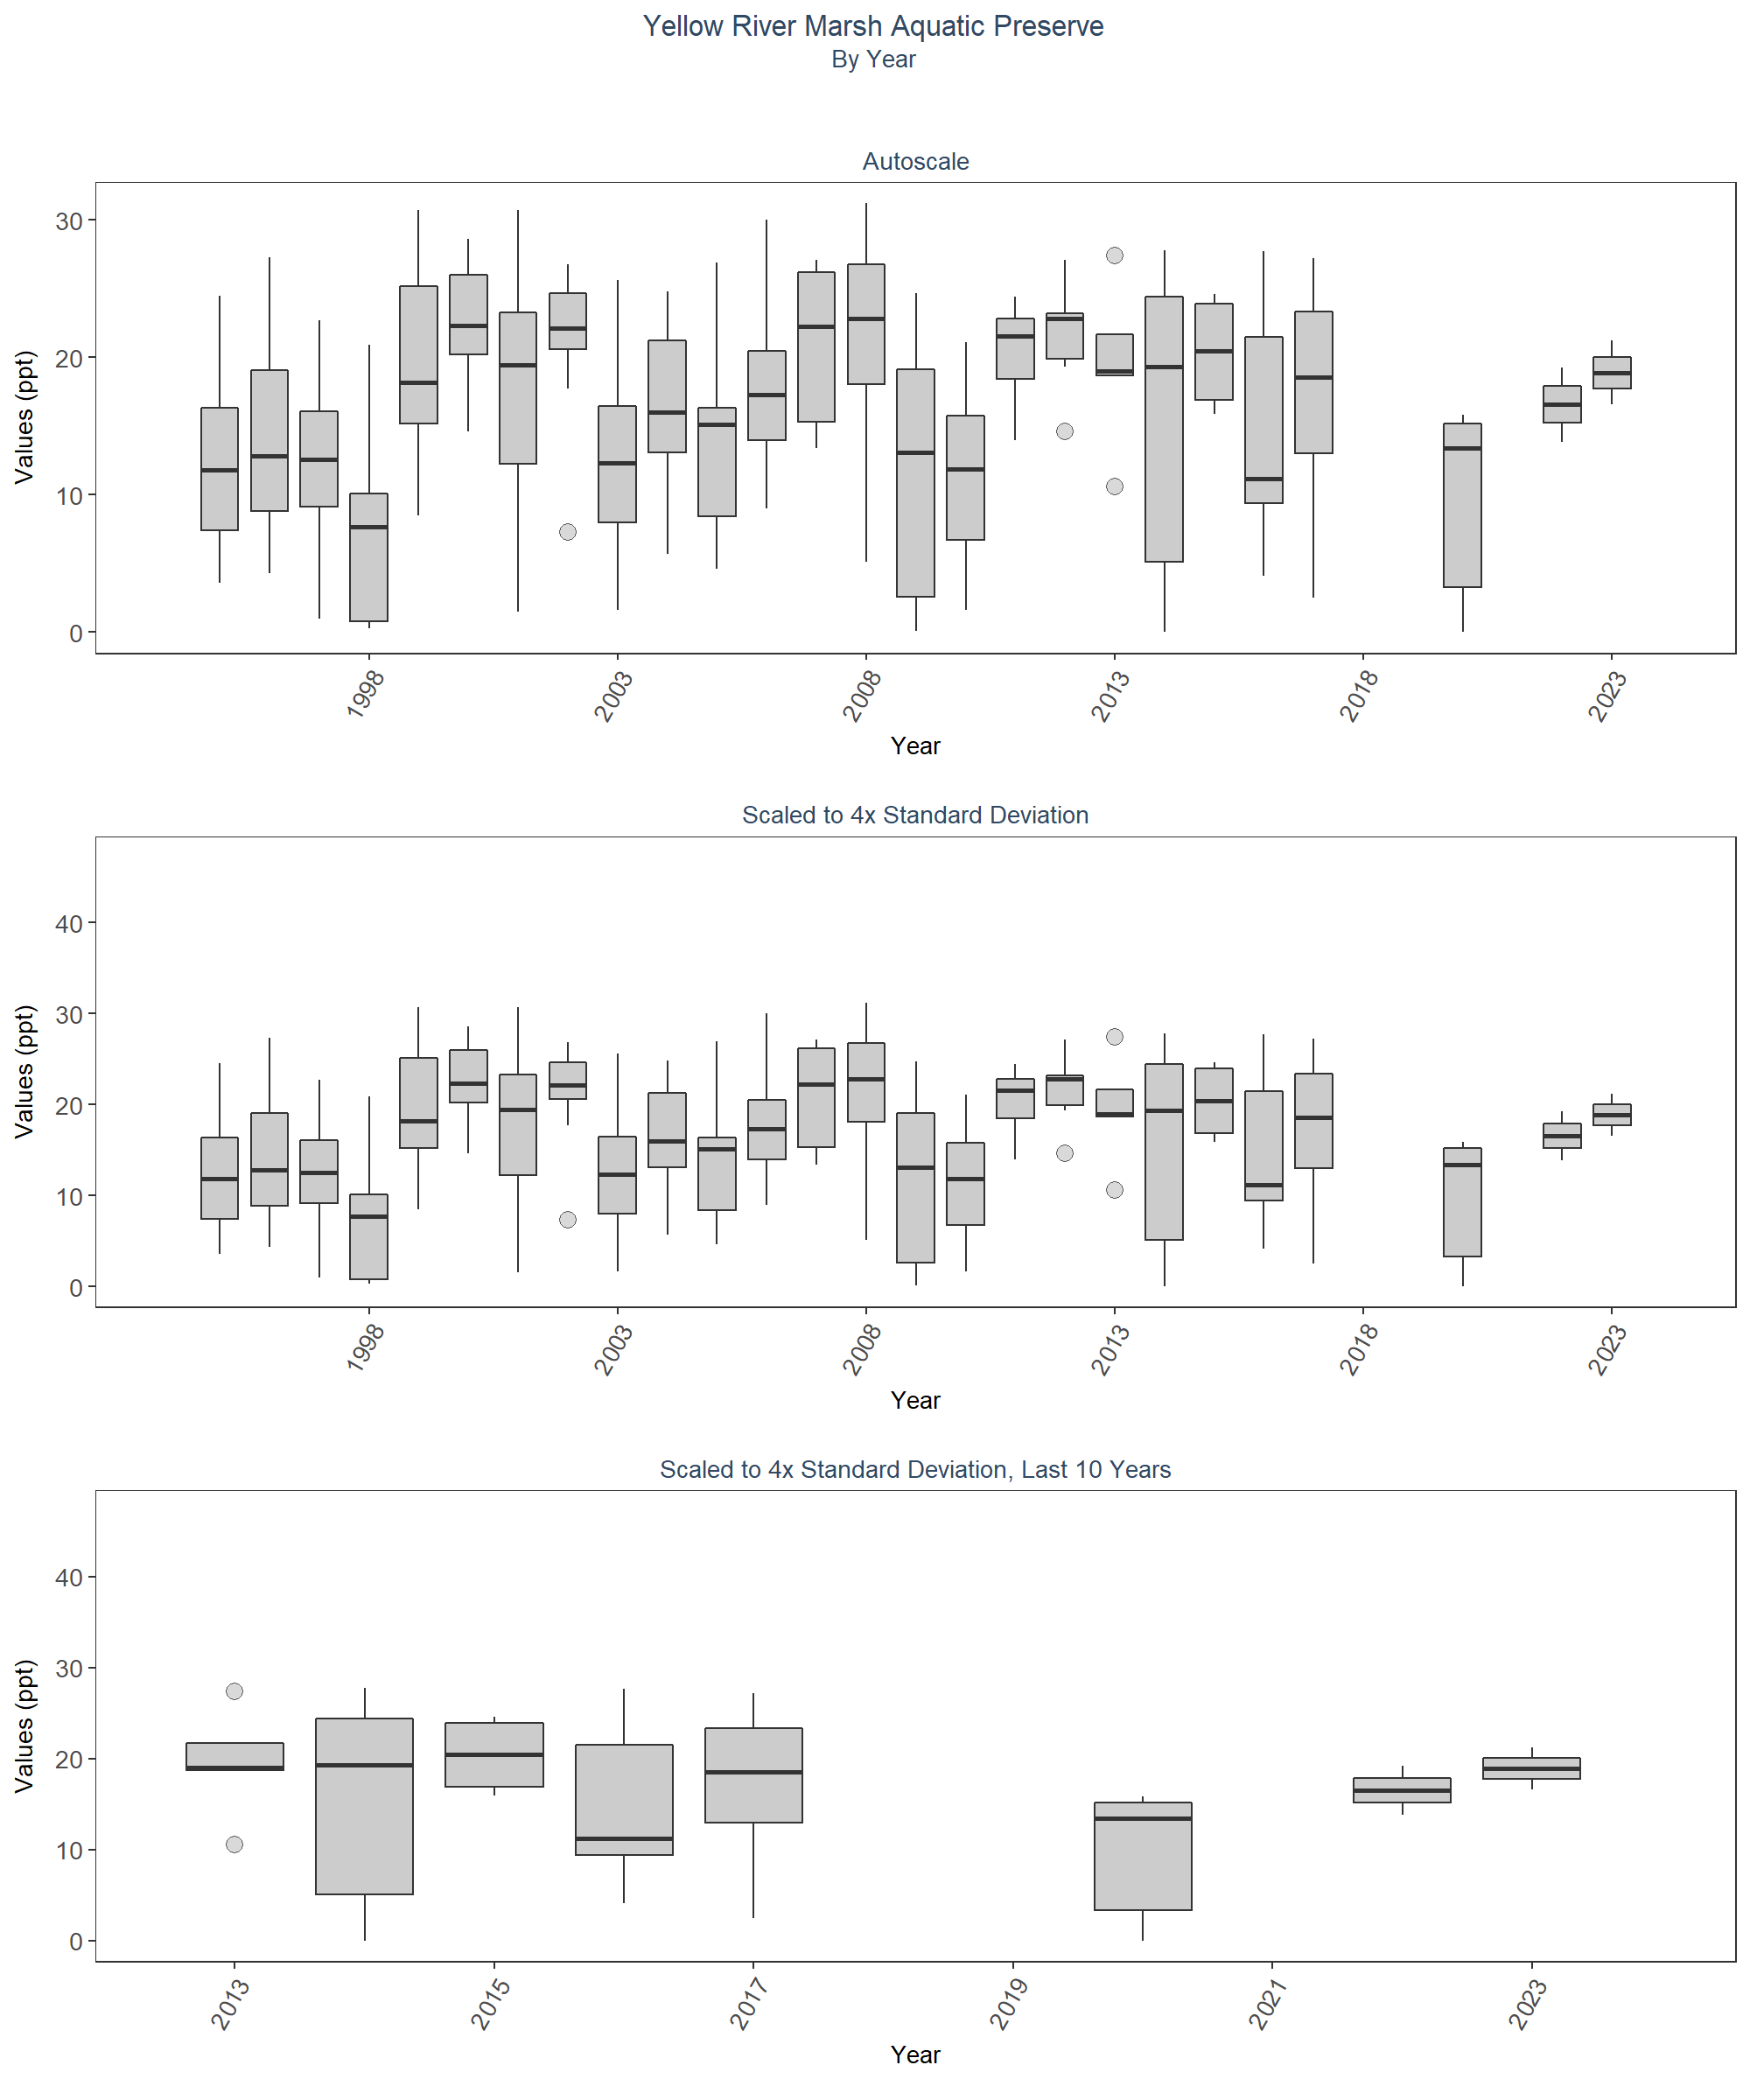 Yellow River Marsh Aquatic Preserve
By Year
Autoscale
Values (ppt)
30
20
10
0
1998
2003
2008
2013
2018
2023
Year
Scaled to 4x Standard Deviation
Values (ppt)
40
30
20
10
0
1998
2003
2008
2013
2018
2023
Year
Scaled to 4x Standard Deviation, Last 10 Years
Values (ppt)
40
30
20
10
0
2013
2015
2017
2019
2021
2023
Year